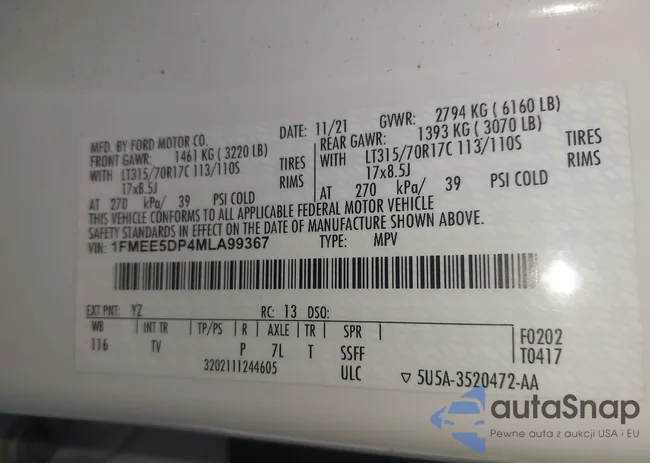 MFD. BY FORD MOTOR CO.
DATE: 11/21 GVWR: 2794 KG ( 6160 LB)
FRONT GAWR: 1461 KG ( 3220 LB) REAR GAWR: 1393 KG ( 3070 LB)
WITH LT315/70R17C 113/110S TIRES WITH LT315/70R17C 113/110S TIRES
17x8.5J RIMS 17x8.5J RIMS
AT 270 kPa/ 39 PSI COLD AT 270 kPa/ 39 PSI COLD
THIS VEHICLE CONFORMS TO ALL APPLICABLE FEDERAL MOTOR VEHICLE
SAFETY STANDARDS IN EFFECT ON THE DATE OF MANUFACTURE SHOWN ABOVE.
VIN: 1FMEE5DP4MLA99367 TYPE: MPV
EXT PNT: YZ RC: 13 DSO:
WB INT TR TP/PS R AXLE TR SPR
116 TV P 7L T SSFF
F0202
T0417
3202111244605 ULC
▽ 5U5A-3520472-AA
autaSnap
Pewne auta z aukcji USA i EU